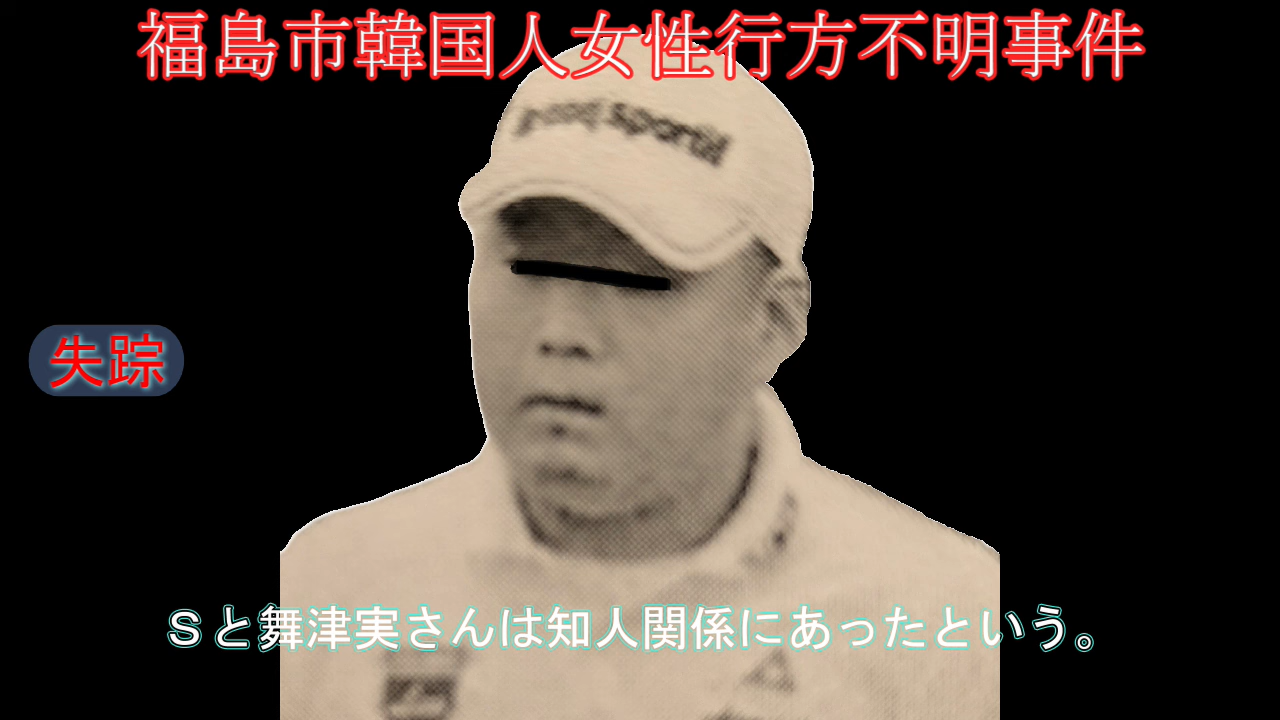 福島市韓国人女性行方不明事件
失踪
Ｓと舞津実さんは知人関係にあったという。